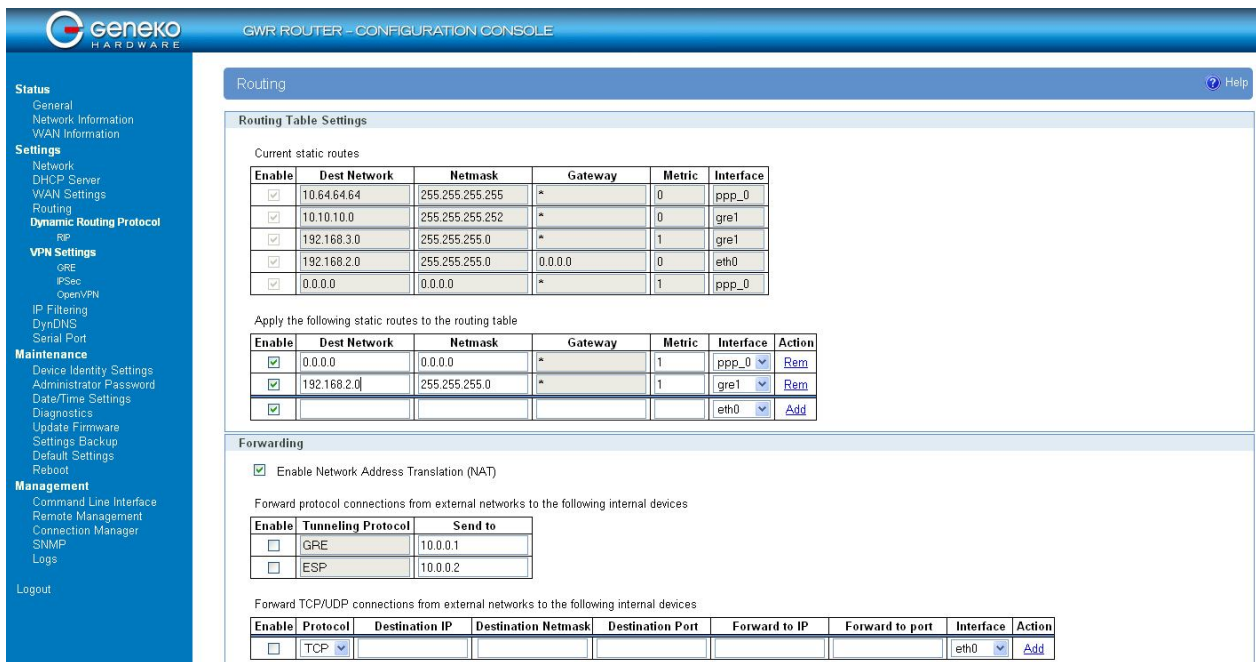 GENEKO
HARDWARE
GWR ROUTER – CONFIGURATION CONSOLE
Status
General
Network Information
WAN Information
Settings
Network
DHCP Server
WAN Settings
Routing
Dynamic Routing Protocol
RIP
VPN Settings
GRE
IPSec
OpenVPN
IP Filtering
DynDNS
Serial Port
Maintenance
Device Identity Settings
Administrator Password
Date/Time Settings
Diagnostics
Update Firmware
Settings Backup
Default Settings
Reboot
Management
Command Line Interface
Remote Management
Connection Manager
SNMP
Logs
Logout
Routing
? Help
Routing Table Settings
Current static routes
Enable Dest Network Netmask Gateway Metric Interface
10.64.64.64 255.255.255.255 * 0 ppp_0
10.10.10.0 255.255.255.252 * 0 gre1
192.168.3.0 255.255.255.0 * 1 gre1
192.168.2.0 255.255.255.0 0.0.0.0 0 eth0
0.0.0.0 0.0.0.0 * 1 ppp_0
Apply the following static routes to the routing table
Enable Dest Network Netmask Gateway Metric Interface Action
0.0.0.0 0.0.0.0 * 1 ppp_0 Rem
192.168.2.0 255.255.255.0 * 1 gre1 Rem
eth0 Add
Forwarding
Enable Network Address Translation (NAT)
Forward protocol connections from external networks to the following internal devices
Enable Tunneling Protocol Send to
GRE 10.0.0.1
ESP 10.0.0.2
Forward TCP/UDP connections from external networks to the following internal devices
Enable Protocol Destination IP Destination Netmask Destination Port Forward to IP Forward to port Interface Action
TCP eth0 Add